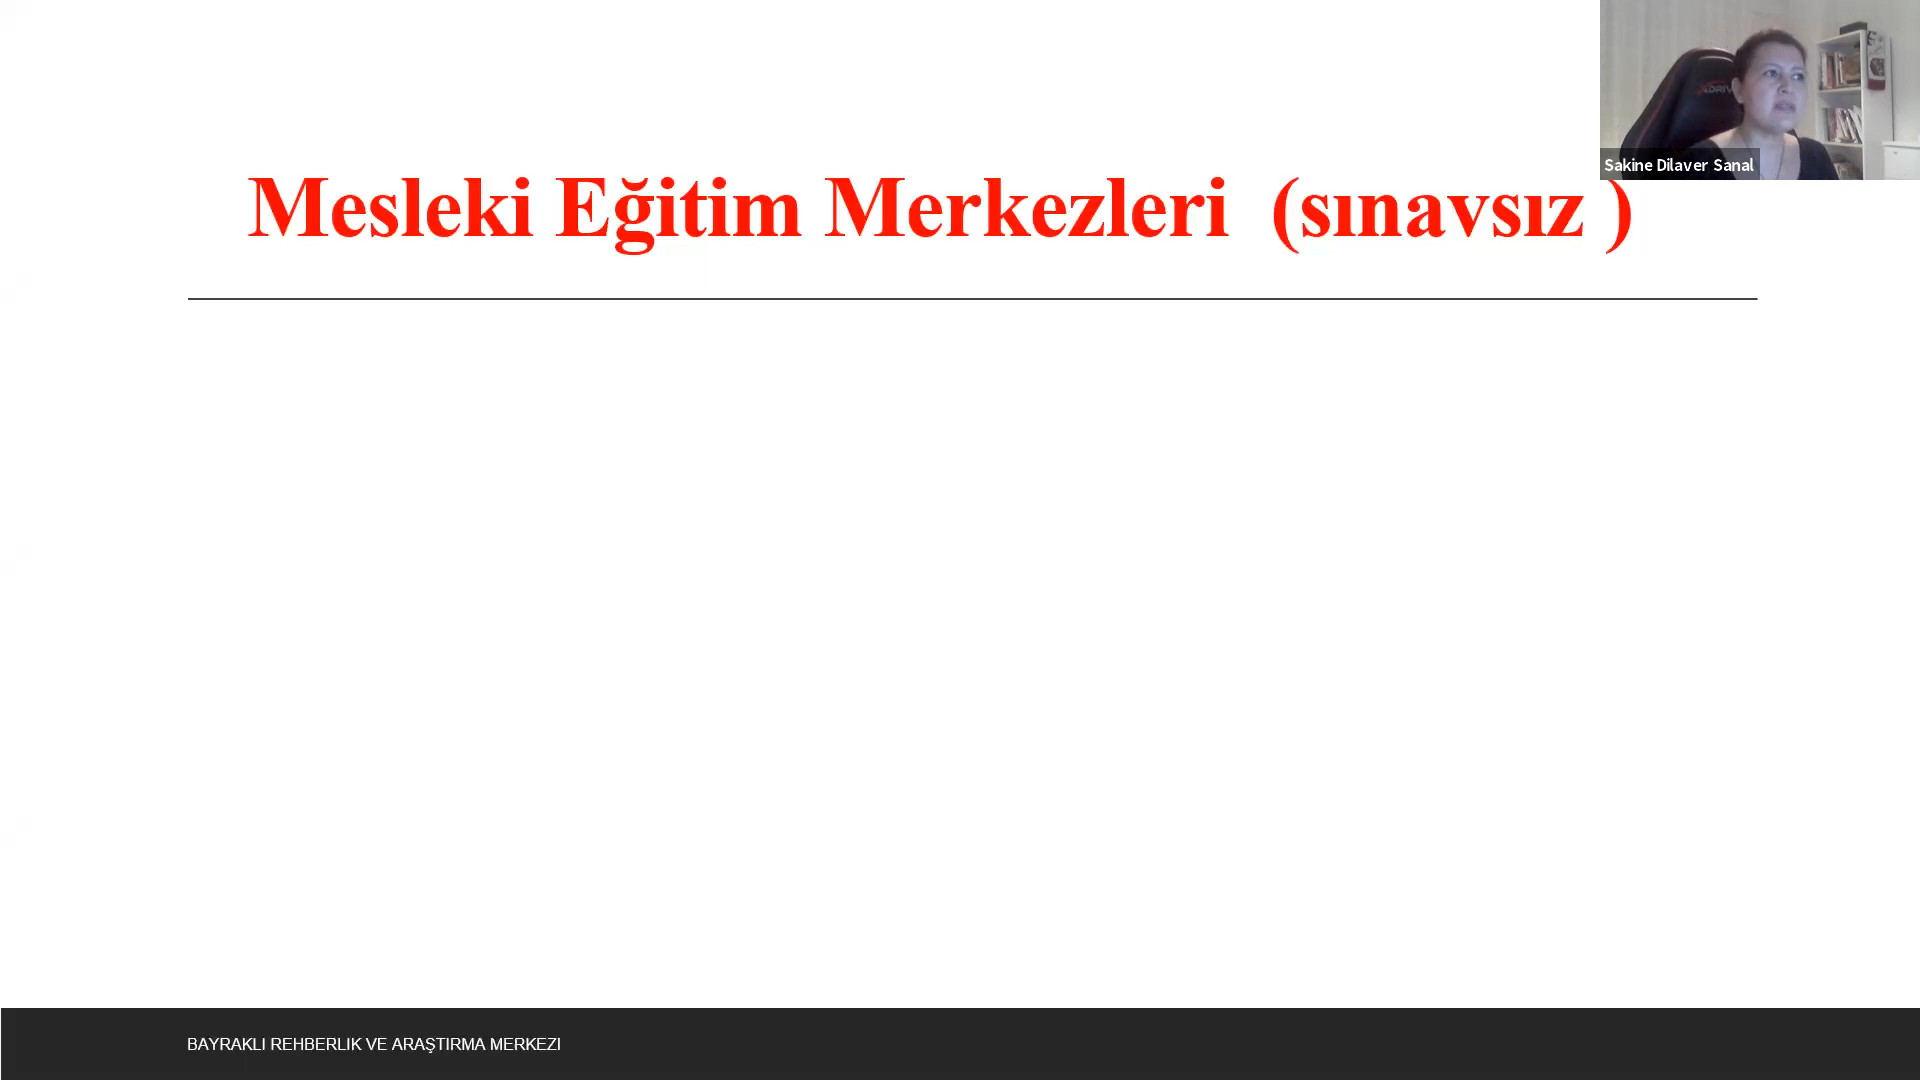 Sakine Dilaver Sanal
Mesleki Eğitim Merkezleri (sınavsız )
BAYRAKLI REHBERLIK VE ARAŞTIRMA MERKEZI